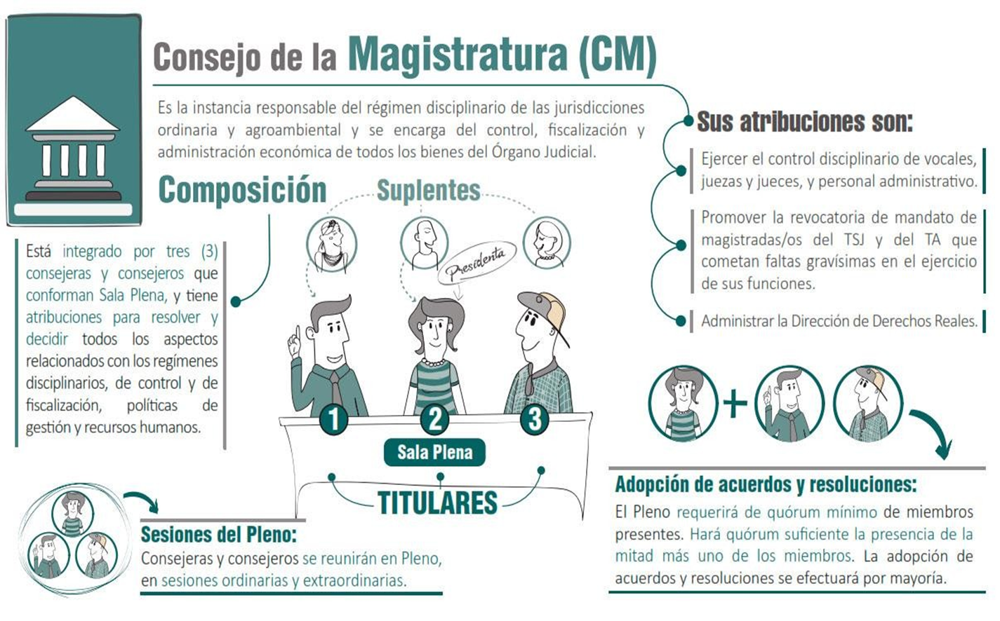 Consejo de la Magistratura (CM)
Es la instancia responsable del régimen disciplinario de las jurisdicciones
ordinaria y agroambiental y se encarga del control, fiscalización y
administración económica de todos los bienes del Órgano Judicial.
Composición
Está integrado por tres (3)
consejeras y consejeros que
conforman Sala Plena, y tiene
atribuciones para resolver y
decidir todos los aspectos
relacionados con los regímenes
disciplinarios, de control y de
fiscalización, políticas de
gestión y recursos humanos.
Suplentes
Presidenta
1
2
3
Sala Plena
TITULARES
Sesiones del Pleno:
Consejeras y consejeros se reunirán en Pleno,
en sesiones ordinarias y extraordinarias.
Sus atribuciones son:
Ejercer el control disciplinario de vocales,
juezas y jueces, y personal administrativo.
Promover la revocatoria de mandato de
magistradas/os del TSJ y del TA que
cometan faltas gravísimas en el ejercicio
de sus funciones.
Administrar la Dirección de Derechos Reales.
+
Adopción de acuerdos y resoluciones:
El Pleno requerirá de quórum mínimo de miembros
presentes. Hará quórum suficiente la presencia de la
mitad más uno de los miembros. La adopción de
acuerdos y resoluciones se efectuará por mayoría.